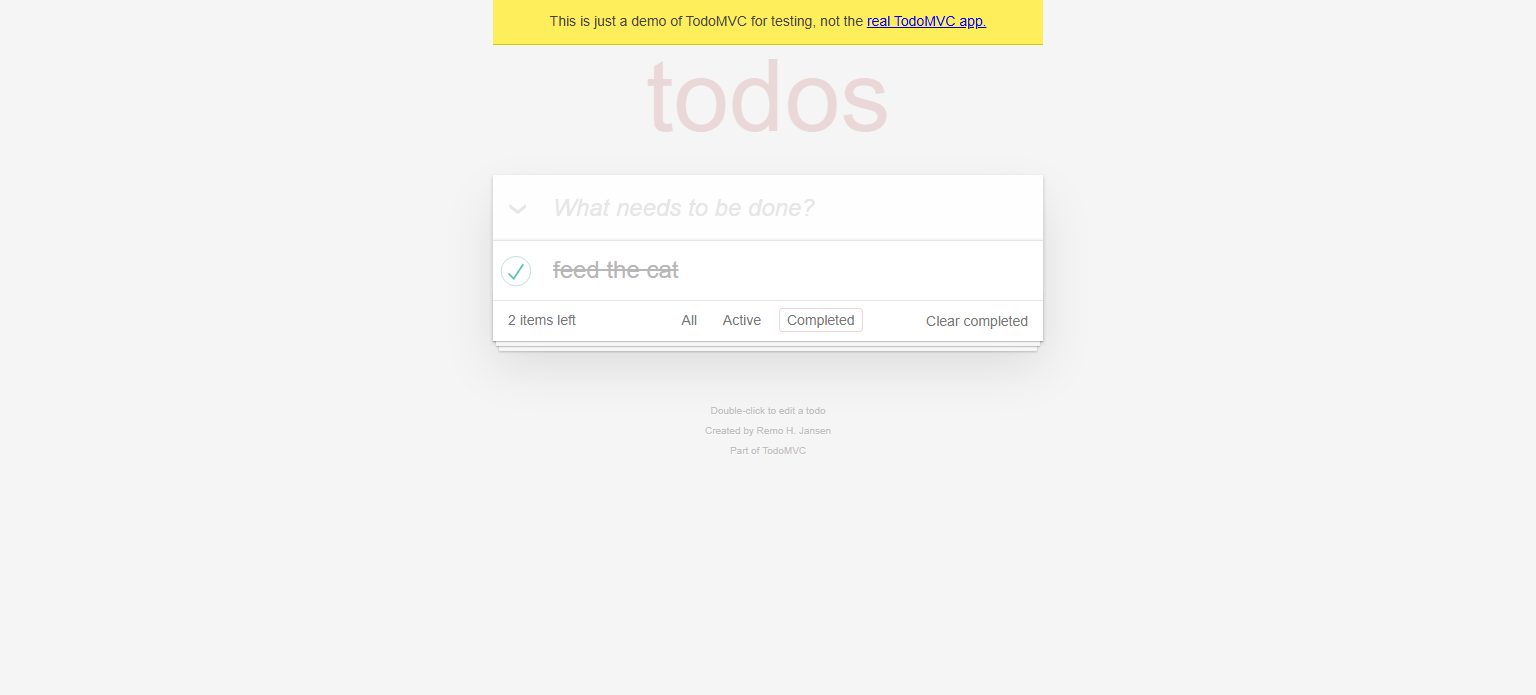 This is just a demo of TodoMVC for testing, not the real TodoMVC app.
todos
What needs to be done?
feed the cat
2 items left All Active Completed Clear completed
Double-click to edit a todo
Created by Remo H. Jansen
Part of TodoMVC